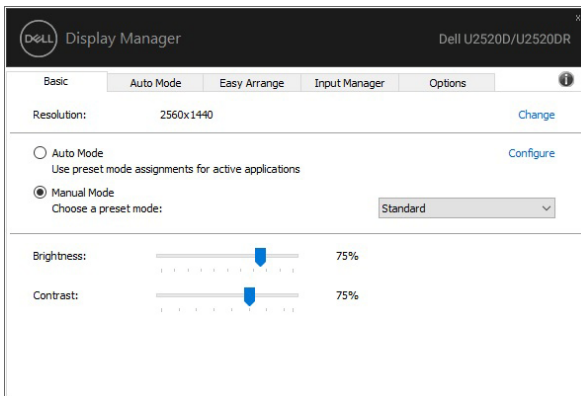 DELL Display Manager Dell U2520D/U2520DR
Basic Auto Mode Easy Arrange Input Manager Options
Resolution: 2560x1440 Change
Auto Mode Configure
Use preset mode assignments for active applications
Manual Mode
Choose a preset mode: Standard
Brightness: 75%
Contrast: 75%